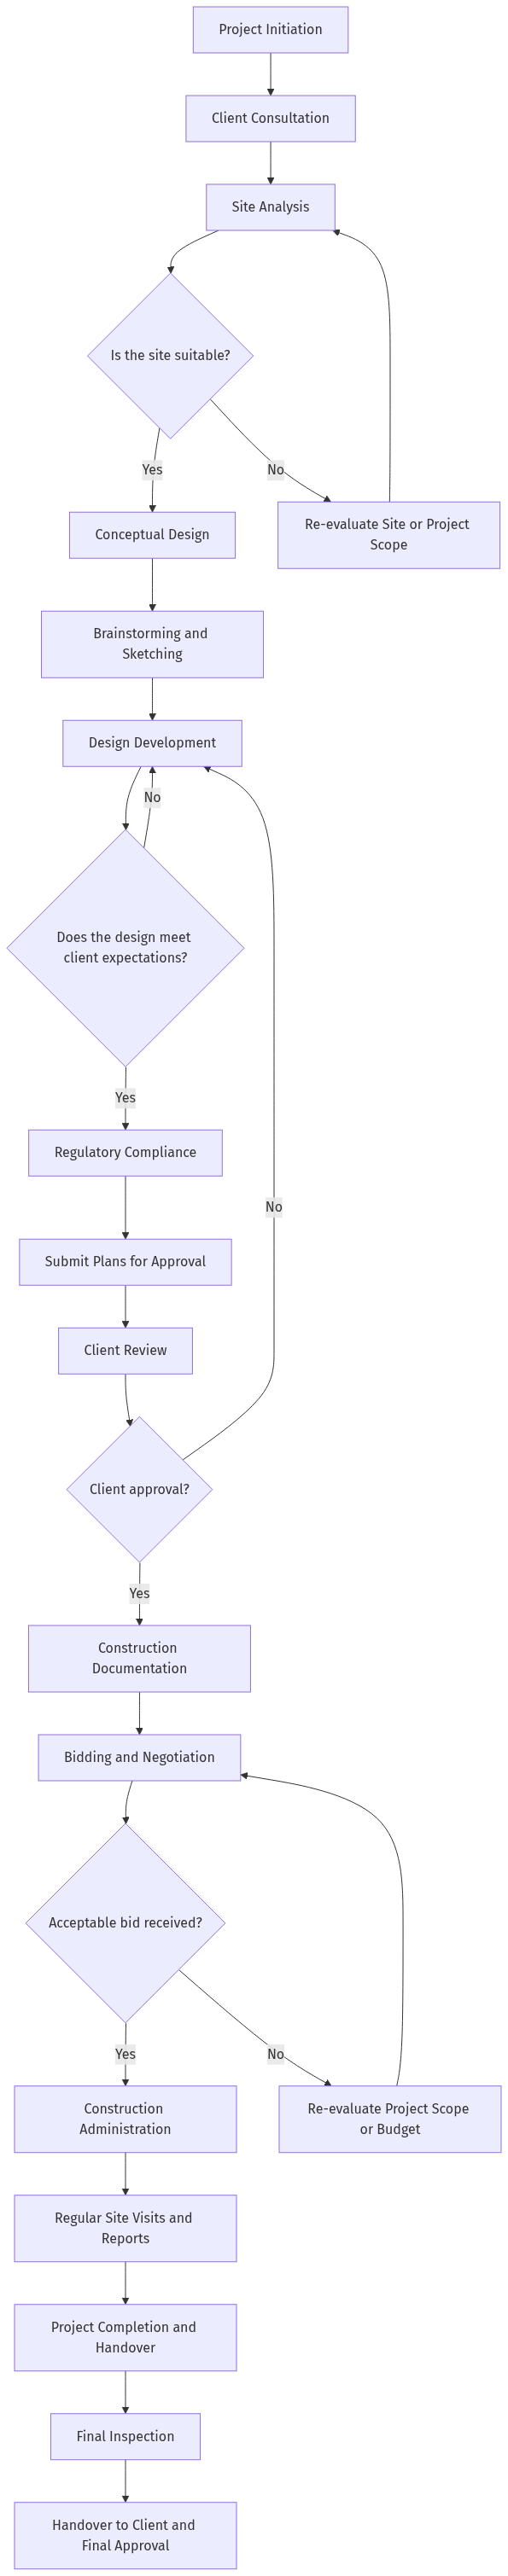 Project Initiation
Client Consultation
Site Analysis
Is the site suitable?
Yes
No
Conceptual Design
Re-evaluate Site or Project
Scope
Brainstorming and
Sketching
Design Development
No
Does the design meet
client expectations?
Yes
Regulatory Compliance
No
Submit Plans for Approval
Client Review
Client approval?
Yes
Construction
Documentation
Bidding and Negotiation
Acceptable bid received?
Yes
No
Construction
Administration
Re-evaluate Project Scope
or Budget
Regular Site Visits and
Reports
Project Completion and
Handover
Final Inspection
Handover to Client and
Final Approval